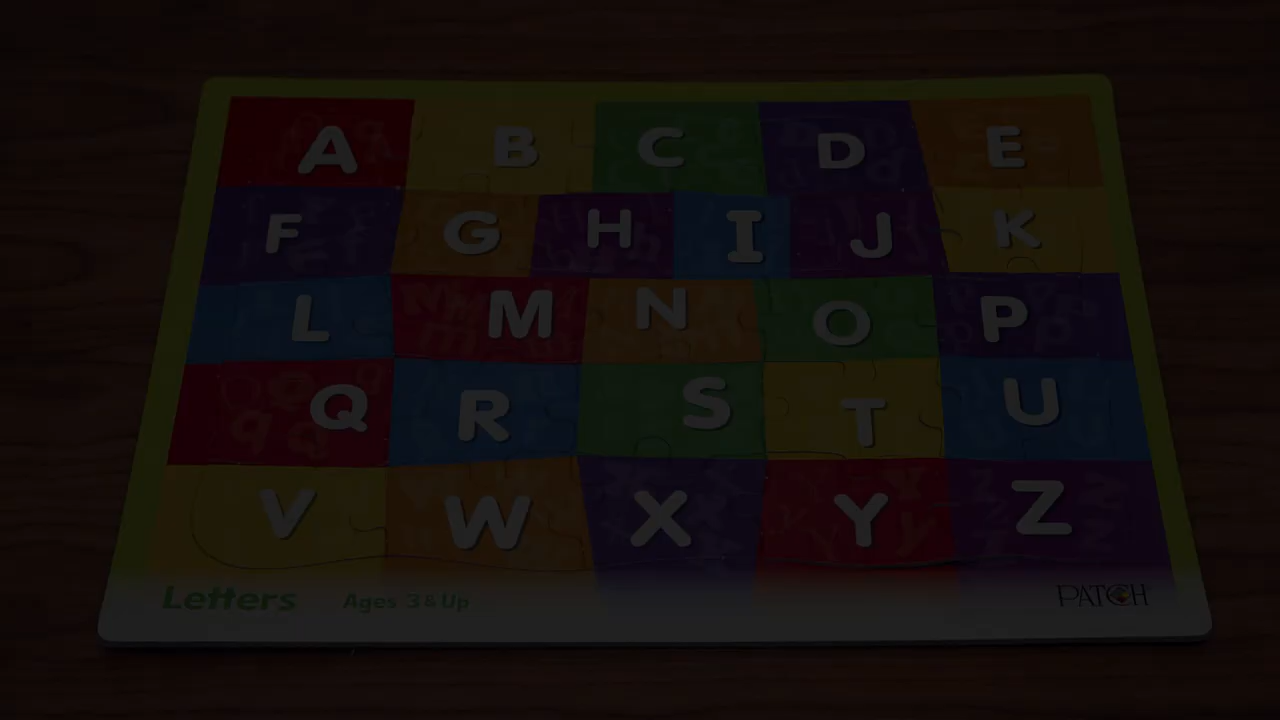 A B C D E
F G H I J K
L M N O P
Q R S T U
V W X Y Z
Letters Ages 3 & Up PATCH